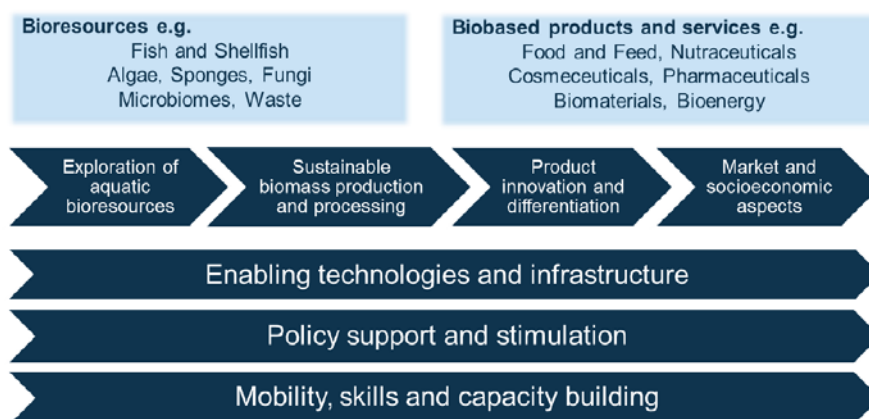 Bioresources e.g.
Fish and Shellfish
Algae, Sponges, Fungi
Microbiomes, Waste
Biobased products and services e.g.
Food and Feed, Nutraceuticals
Cosmeceuticals, Pharmaceuticals
Biomaterials, Bioenergy
Exploration of
aquatic
bioresources
Sustainable
biomass production
and processing
Product
innovation and
differentiation
Market and
socioeconomic
aspects
Enabling technologies and infrastructure
Policy support and stimulation
Mobility, skills and capacity building